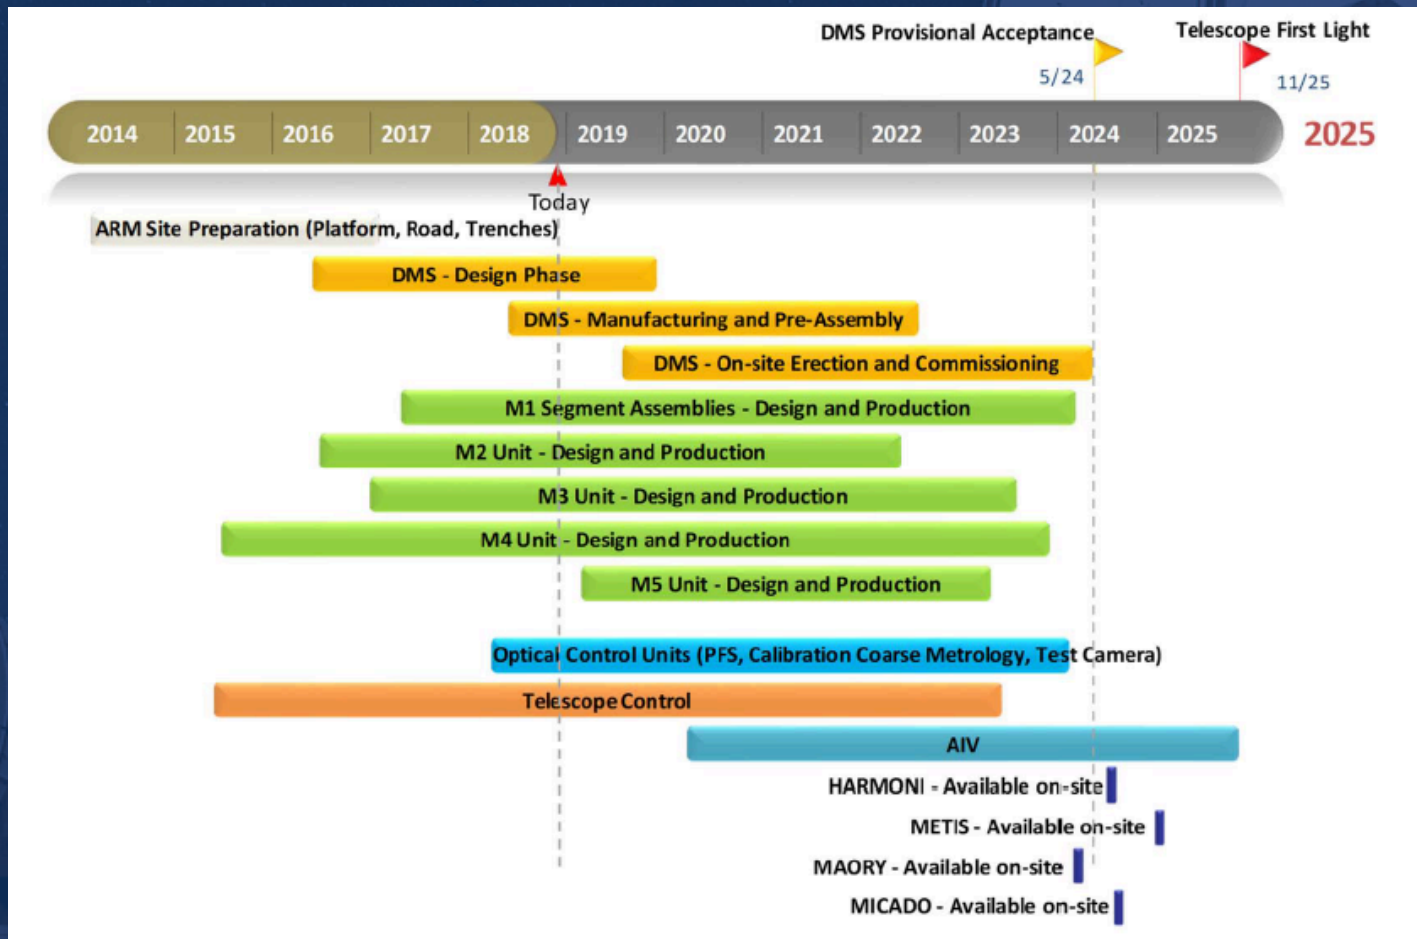 DMS Provisional Acceptance
Telescope First Light
5/24
11/25
2014 2015 2016 2017 2018 2019 2020 2021 2022 2023 2024 2025
2025
Today
ARM Site Preparation (Platform, Road, Trenches)
DMS - Design Phase
DMS - Manufacturing and Pre-Assembly
DMS - On-site Erection and Commissioning
M1 Segment Assemblies - Design and Production
M2 Unit - Design and Production
M3 Unit - Design and Production
M4 Unit - Design and Production
M5 Unit - Design and Production
Optical Control Units (PFS, Calibration Coarse Metrology, Test Camera)
Telescope Control
AIV
HARMONI - Available on-site
METIS - Available on-site
MAORY - Available on-site
MICADO - Available on-site